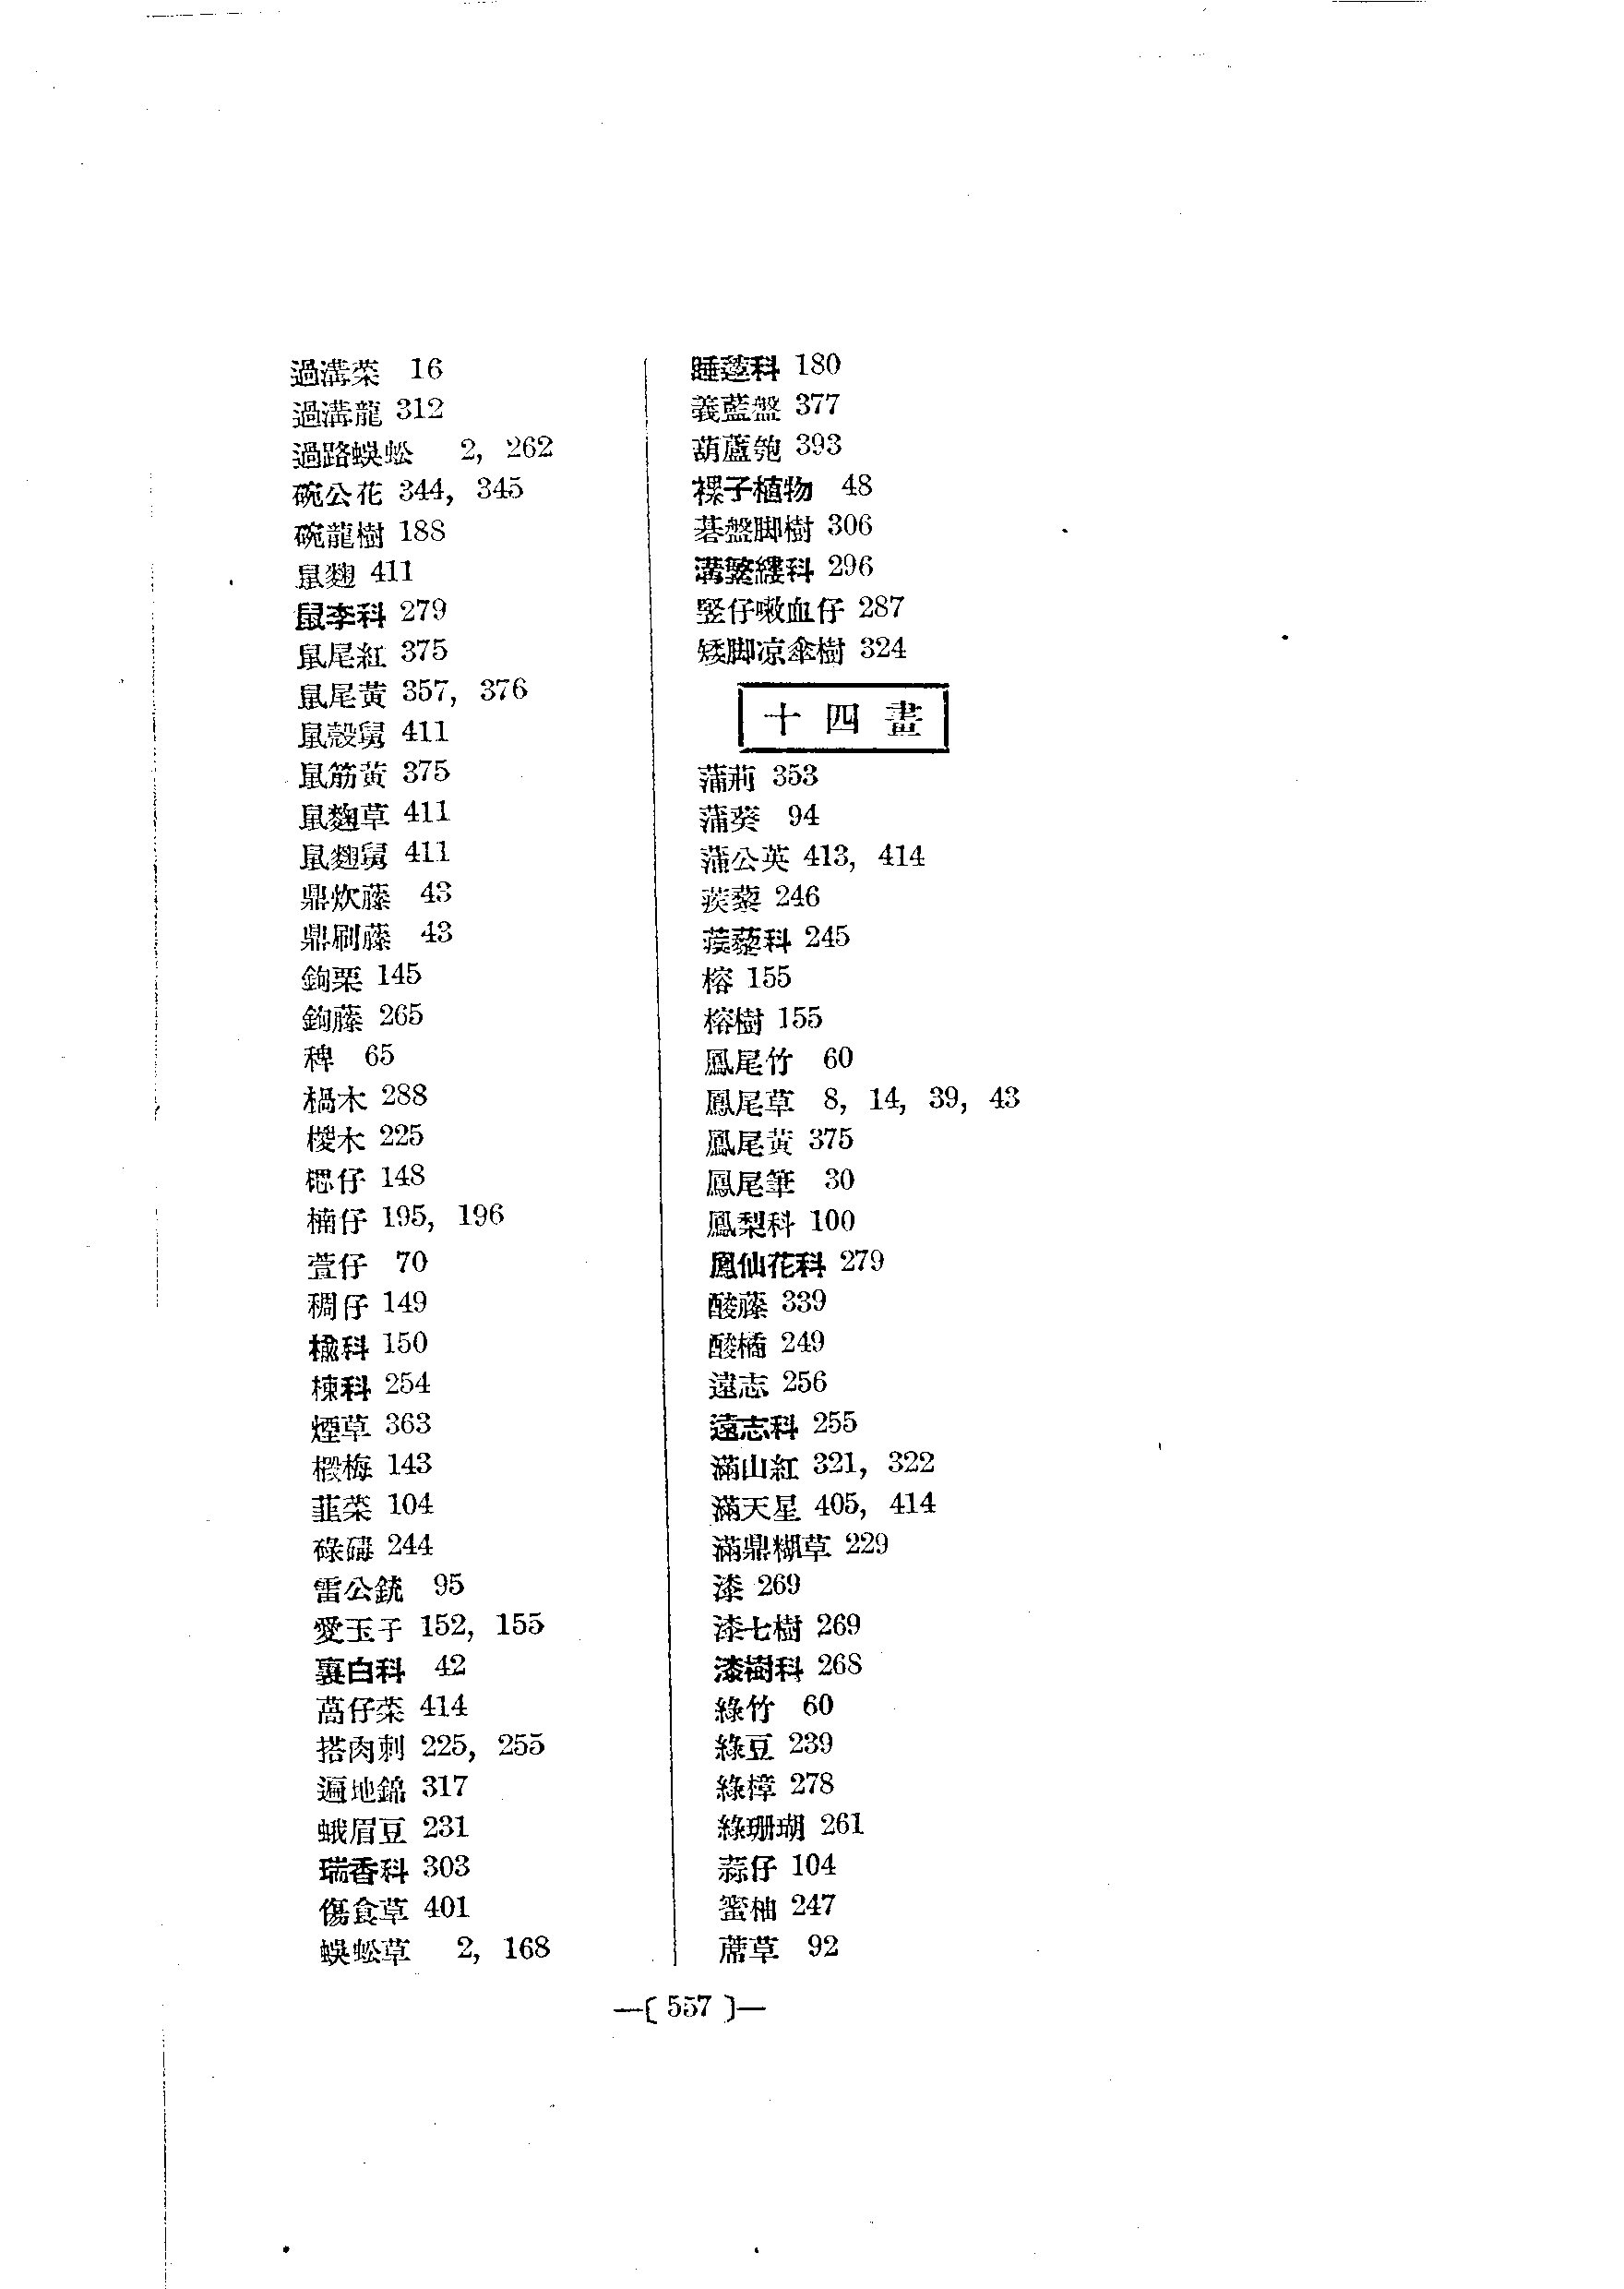 過溝菜 16
過溝龍 312
過路蜈蚣 2, 262
碗公花 344, 345
碗龍樹 188
鼠麴 411
鼠李科 279
鼠尾紅 375
鼠尾黃 357, 376
鼠殼舅 411
鼠筋黃 375
鼠麴草 411
鼠麴舅 411
鼎炊藤 43
鼎刷藤 43
鉤栗 145
鉤藤 265
稗 65
楇木 288
椶木 225
楒仔 148
楠仔 195, 196
萱仔 70
稠仔 149
楡科 150
楝科 254
煙草 363
椴梅 143
韮菜 104
碌礴 244
雷公銃 95
愛玉子 152, 155
裏白科 42
萵仔菜 414
搭肉刺 225, 255
遍地錦 317
蛾眉豆 231
瑞香科 303
傷食草 401
蜈蚣草 2, 168
睡蓮科 180
義藍盤 377
葫蘆匏 393
裸子植物 48
碁盤脚樹 306
溝繁縷科 296
竪仔嗽血仔 287
矮脚凉傘樹 324
十四畫
蒲荊 353
蒲葵 94
蒲公英 413, 414
蒺藜 246
蒺藜科 245
榕 155
榕樹 155
鳳尾竹 60
鳳尾草 8, 14, 39, 43
鳳尾黃 375
鳳尾筆 30
鳳梨科 100
鳳仙花科 279
酸藤 339
酸橘 249
遠志 256
遠志科 255
滿山紅 321, 322
滿天星 405, 414
滿鼎糊草 229
漆 269
漆七樹 269
漆樹科 268
綠竹 60
綠豆 239
綠樟 278
綠珊瑚 261
蒜仔 104
蜜柚 247
蓆草 92
—〔 557 〕—